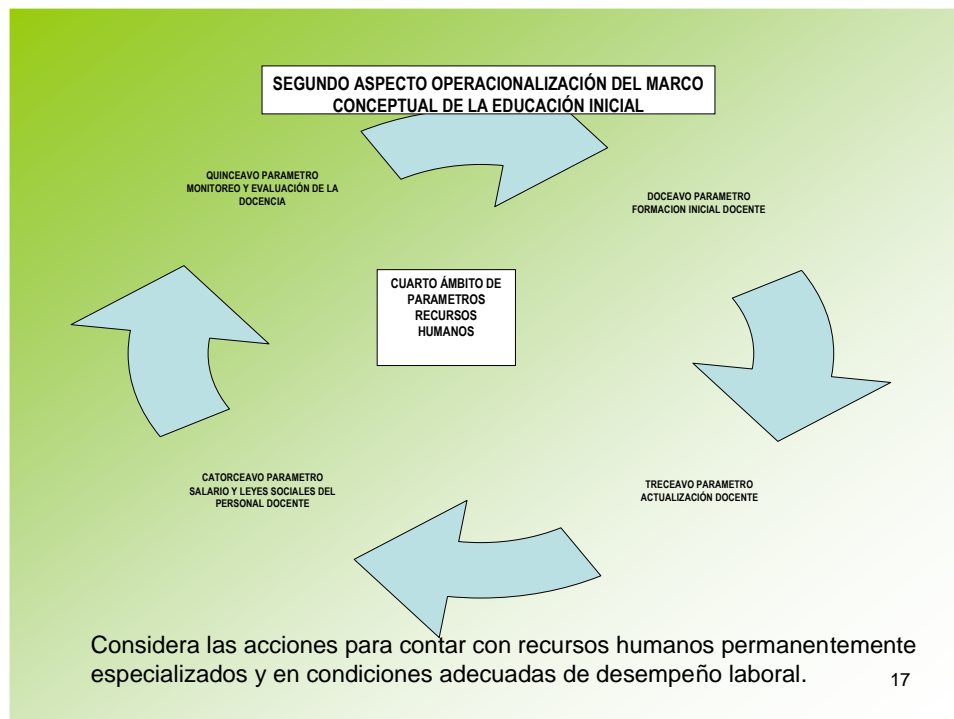 SEGUNDO ASPECTO OPERACIONALIZACIÓN DEL MARCO
CONCEPTUAL DE LA EDUCACIÓN INICIAL
QUINCEAVO PARAMETRO
MONITOREO Y EVALUACIÓN DE LA
DOCENCIA
DOCEAVO PARAMETRO
FORMACION INICIAL DOCENTE
CUARTO ÁMBITO DE
PARAMETROS
RECURSOS
HUMANOS
CATORCEAVO PARAMETRO
SALARIO Y LEYES SOCIALES DEL
PERSONAL DOCENTE
TRECEAVO PARAMETRO
ACTUALIZACIÓN DOCENTE
Considera las acciones para contar con recursos humanos permanentemente
especializados y en condiciones adecuadas de desempeño laboral.
17